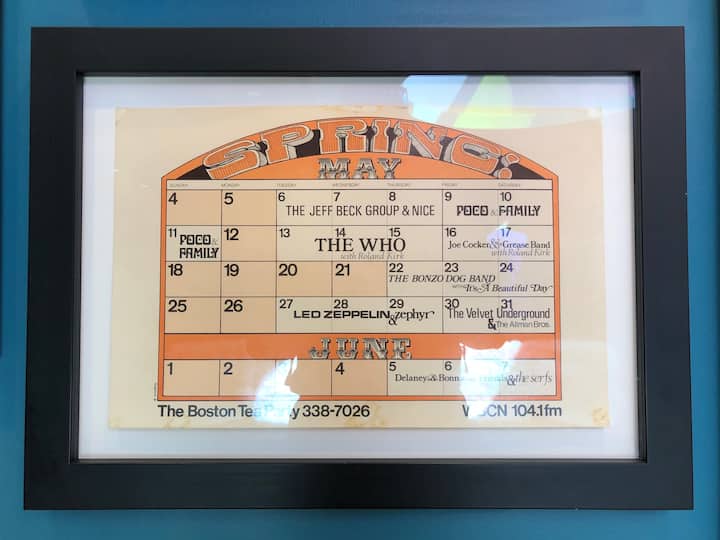 SPRING!
MAY
SUNDAY MONDAY TUESDAY WEDNESDAY THURSDAY FRIDAY SATURDAY
4 5 6 7 8 9 10
THE JEFF BECK GROUP & NICE
POCO & FAMILY
11 12 13 14 15 16 17
POCO &
FAMILY
THE WHO
with Roland Kirk
Joe Cocker & Grease Band
with Roland Kirk
18 19 20 21 22 23 24
THE BONZO DOG BAND
WITH It's A Beautiful Day
25 26 27 28 29 30 31
LED ZEPPELIN & zephyr
The Velvet Underground
& The Allman Bros.
JUNE
1 2 4 5 6 7
Delaney & Bonnie & Friends & the serfs
The Boston Tea Party 338-7026
WBCN 104.1fm